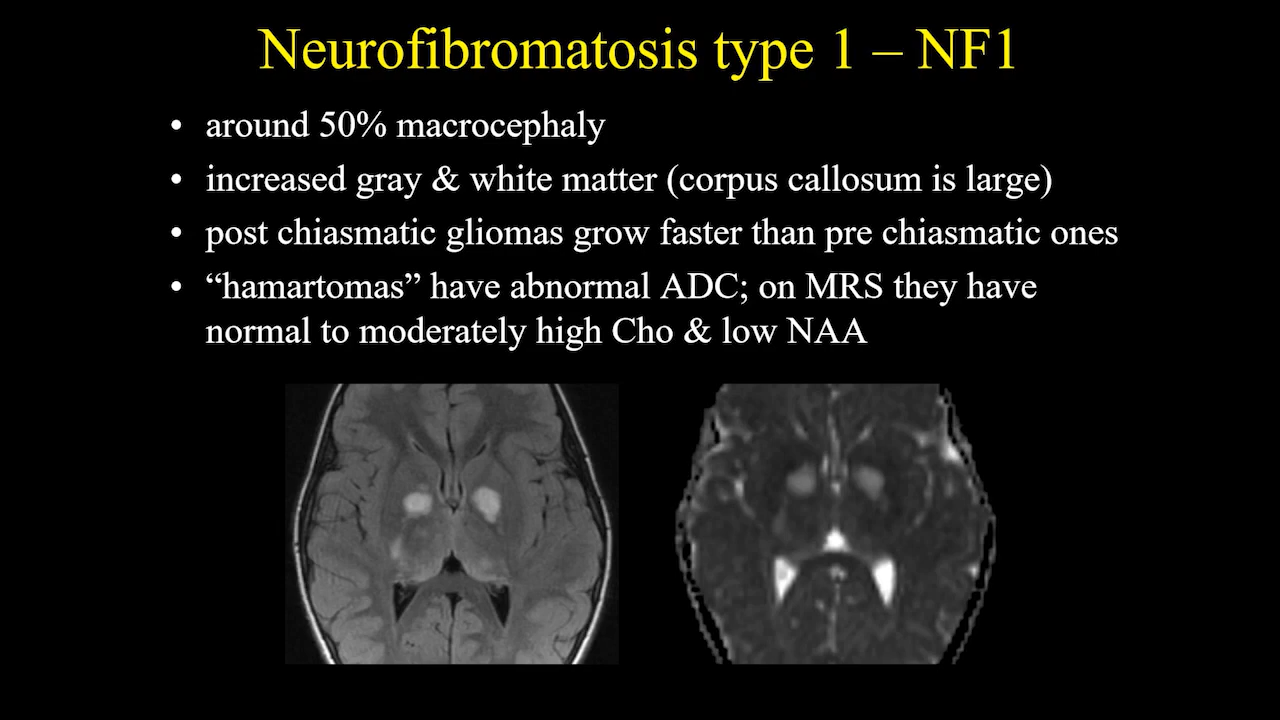 Neurofibromatosis type 1 – NF1
• around 50% macrocephaly
• increased gray & white matter (corpus callosum is large)
• post chiasmatic gliomas grow faster than pre chiasmatic ones
• “hamartomas” have abnormal ADC; on MRS they have
normal to moderately high Cho & low NAA